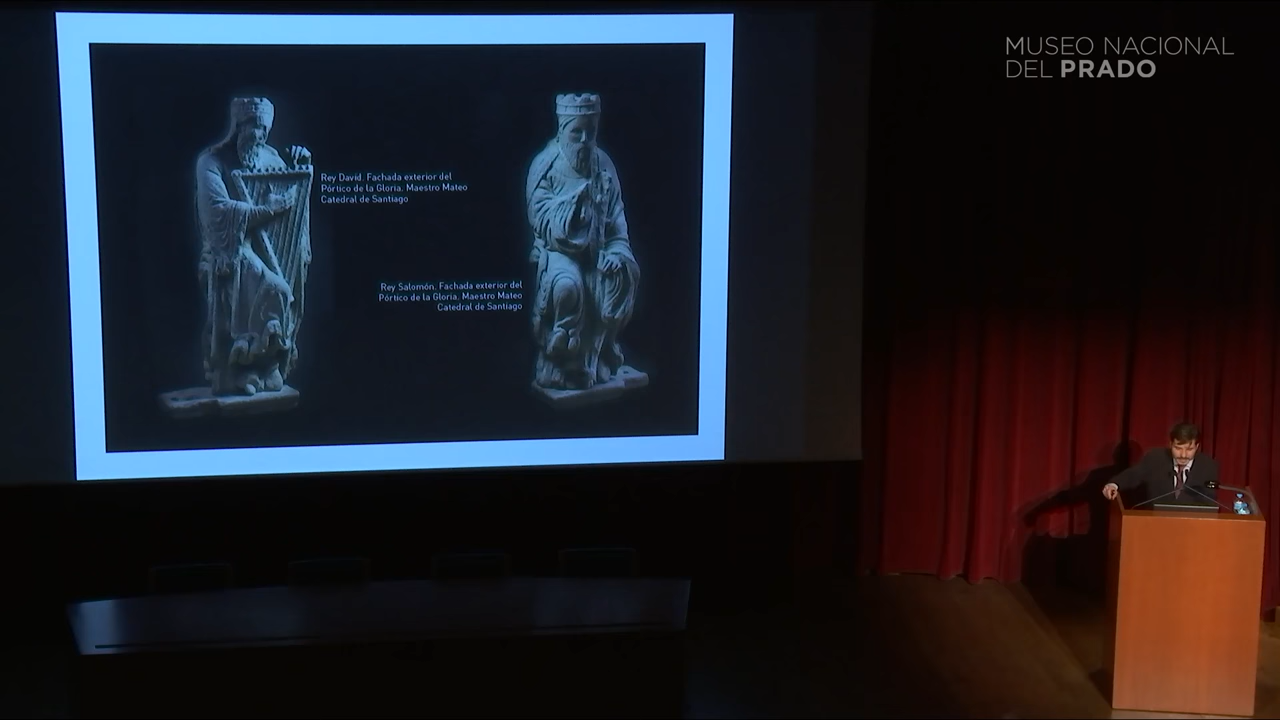 MUSEO NACIONAL
DEL PRADO
Rey David. Fachada exterior del
Pórtico de la Gloria. Maestro Mateo
Catedral de Santiago
Rey Salomón. Fachada exterior del
Pórtico de la Gloria. Maestro Mateo
Catedral de Santiago